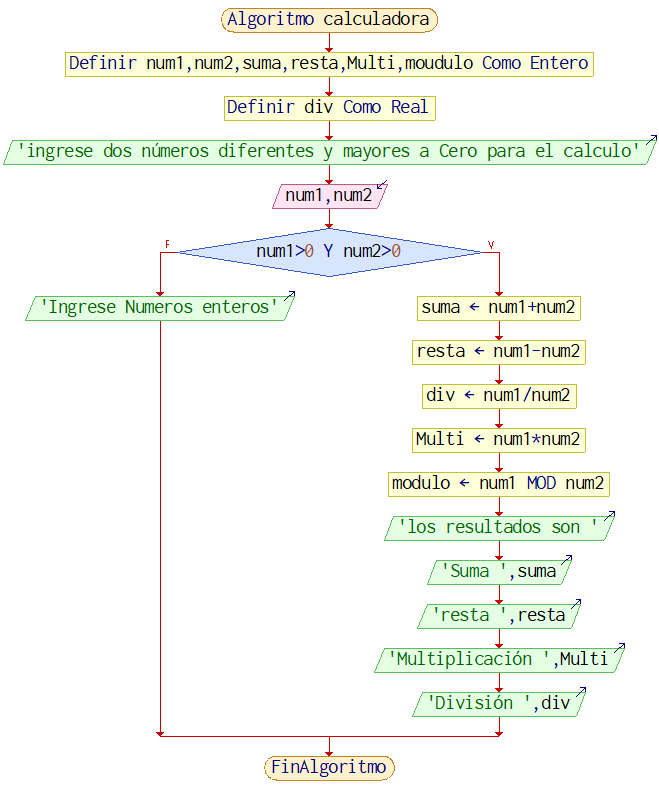 Algoritmo calculadora
Definir num1,num2,suma,resta,Multi,moudulo Como Entero
Definir div Como Real
'ingrese dos números diferentes y mayores a Cero para el calculo'
num1,num2
num1>0 Y num2>0
F
V
'Ingrese Numeros enteros'
suma ← num1+num2
resta ← num1-num2
div ← num1/num2
Multi ← num1*num2
modulo ← num1 MOD num2
'los resultados son '
'Suma ',suma
'resta ',resta
'Multiplicación ',Multi
'División ',div
FinAlgoritmo